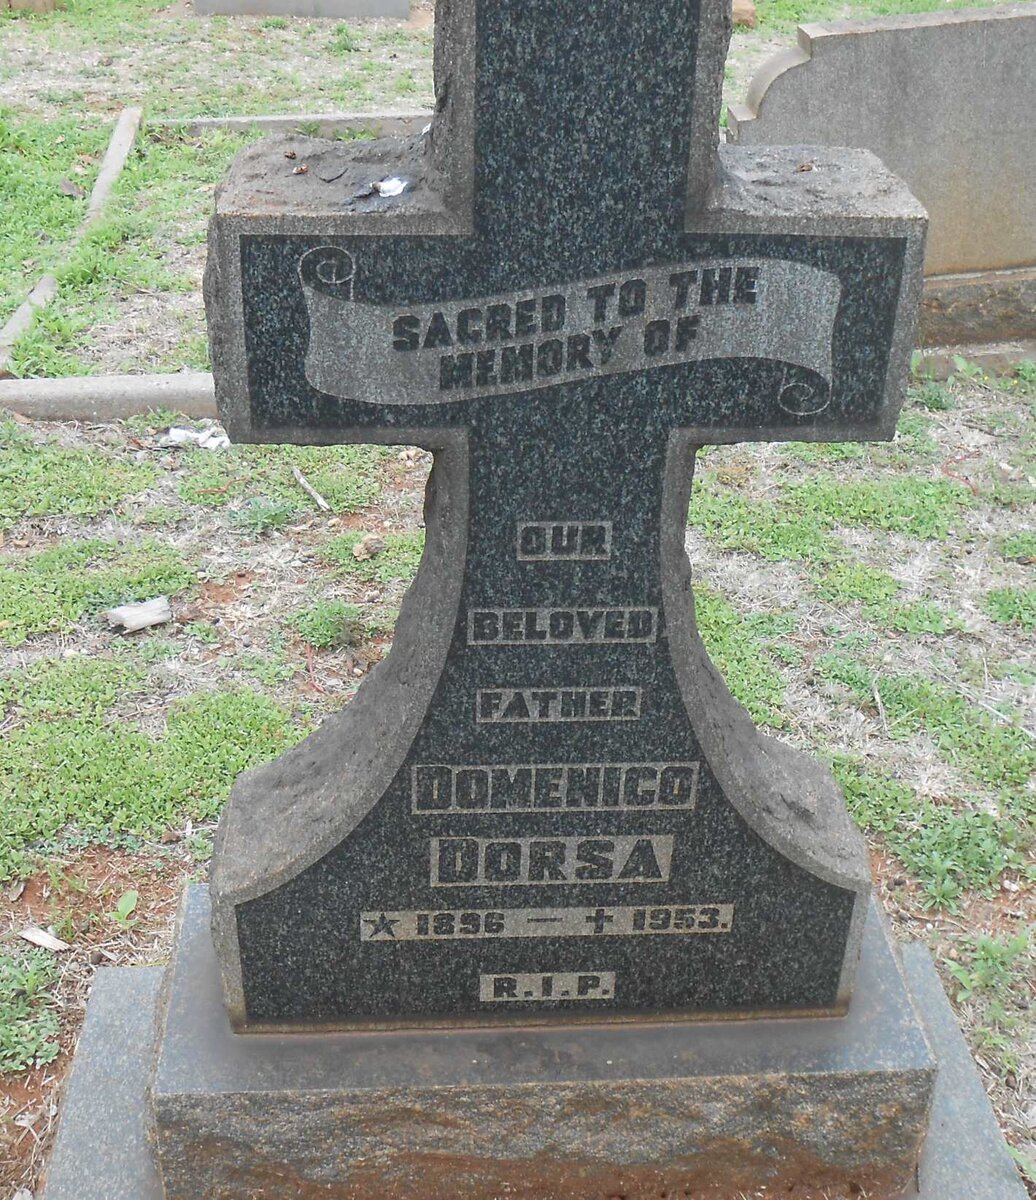 SACRED TO THE
MEMORY OF
OUR
BELOVED
FATHER
DOMENICO
DORSA
★ 1896 — ✝ 1953.
R.I.P.